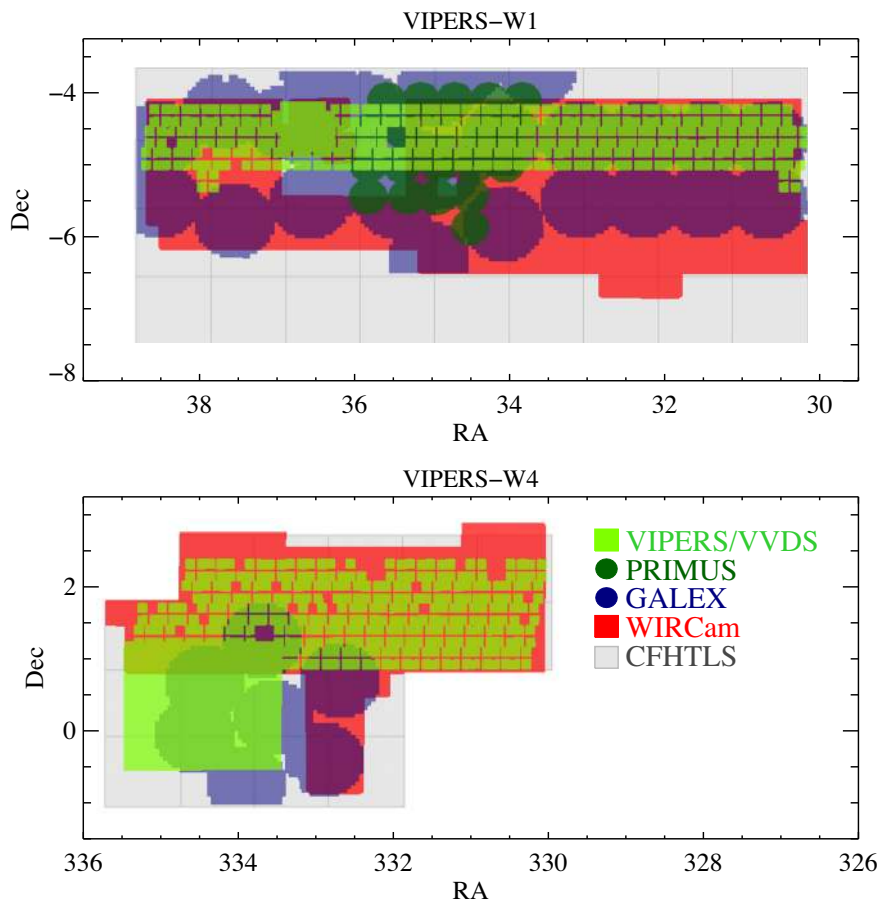 VIPERS−W1
−4
−6
−8
Dec
38
36
34
32
30
RA
VIPERS−W4
2
0
Dec
VIPERS/VVDS
PRIMUS
GALEX
WIRCam
CFHTLS
336
334
332
330
328
326
RA